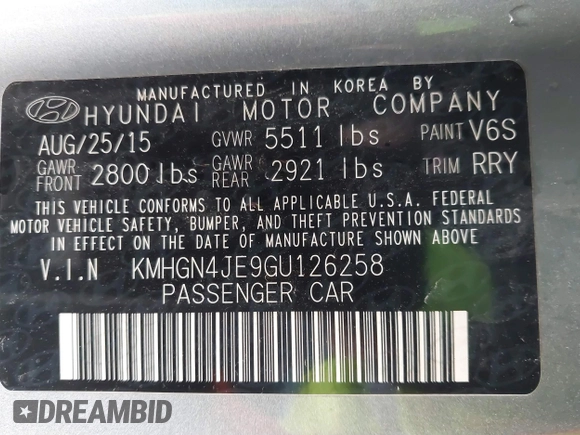 MANUFACTURED IN KOREA BY
HYUNDAI MOTOR COMPANY
AUG/25/15 GVWR 5511 lbs PAINT V6S
GAWR FRONT 2800 lbs GAWR REAR 2921 lbs TRIM RRY
THIS VEHICLE CONFORMS TO ALL APPLICABLE U.S.A. FEDERAL
MOTOR VEHICLE SAFETY, BUMPER, AND THEFT PREVENTION STANDARDS
IN EFFECT ON THE DATE OF MANUFACTURE SHOWN ABOVE
V.I.N KMHGN4JE9GU126258
PASSENGER CAR
DREAMBID